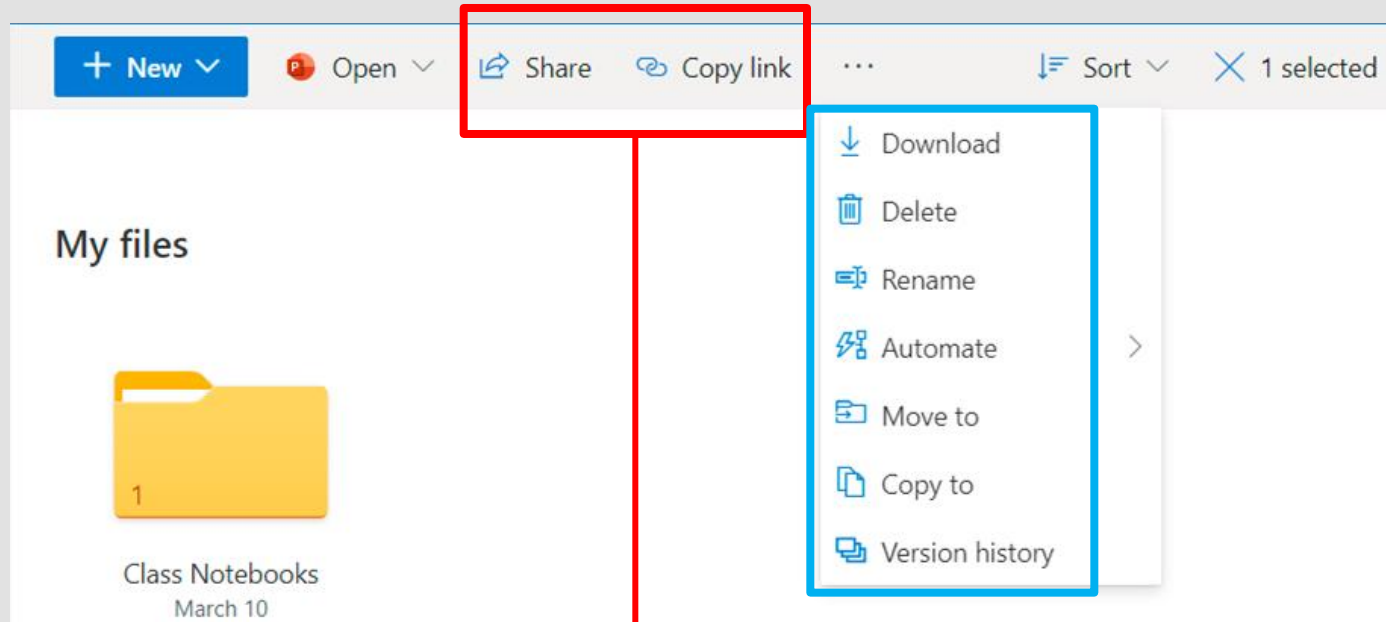 New Open Share Copy link ... Sort 1 selected
Download
Delete
My files
Rename
Automate
Move to
1
Copy to
Version history
Class Notebooks
March 10